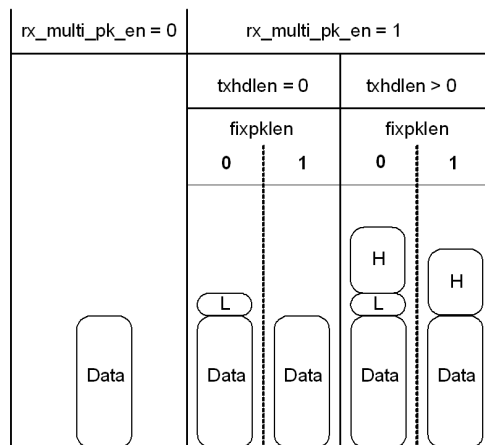 rx_multi_pk_en = 0 rx_multi_pk_en = 1
txhdlen = 0 txhdlen > 0
fixpklen fixpklen
0 1 0 1
H H
L L
Data Data Data Data Data